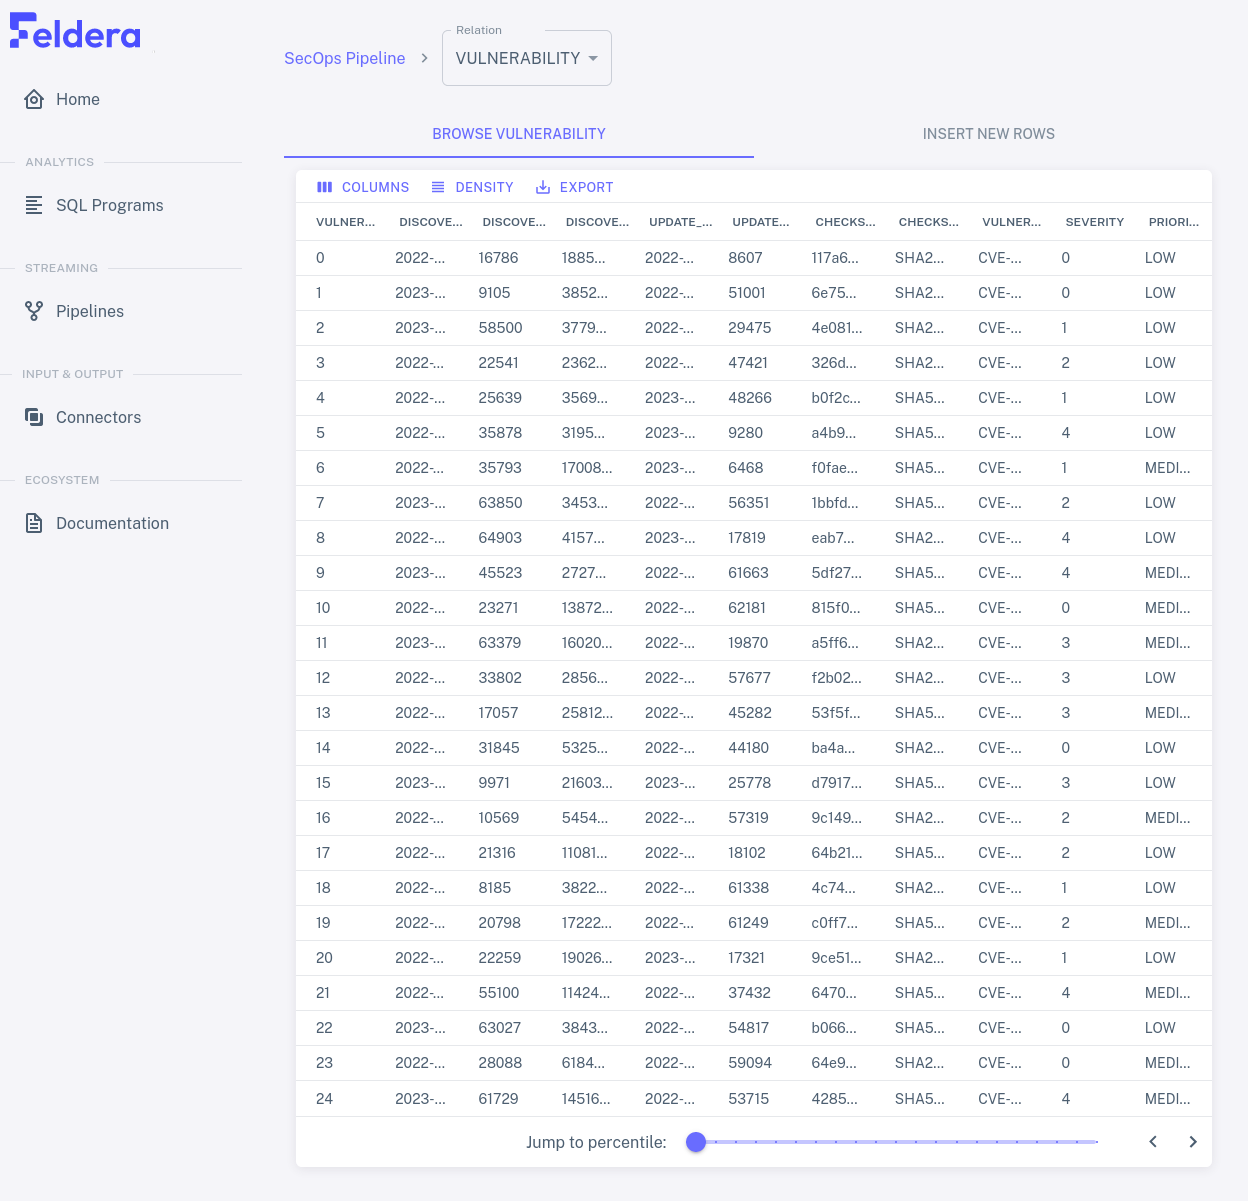 Feldera
Home
ANALYTICS
SQL Programs
STREAMING
Pipelines
INPUT & OUTPUT
Connectors
ECOSYSTEM
Documentation
SecOps Pipeline > Relation VULNERABILITY
BROWSE VULNERABILITY INSERT NEW ROWS
COLUMNS DENSITY EXPORT
VULNER... DISCOVE... DISCOVE... DISCOVE... UPDATE_... UPDATE... CHECKS... CHECKS... VULNER... SEVERITY PRIORI...
0 2022-... 16786 1885... 2022-... 8607 117a6... SHA2... CVE-... 0 LOW
1 2023-... 9105 3852... 2022-... 51001 6e75... SHA2... CVE-... 0 LOW
2 2023-... 58500 3779... 2022-... 29475 4e081... SHA2... CVE-... 1 LOW
3 2022-... 22541 2362... 2022-... 47421 326d... SHA2... CVE-... 2 LOW
4 2022-... 25639 3569... 2023-... 48266 b0f2c... SHA5... CVE-... 1 LOW
5 2022-... 35878 3195... 2023-... 9280 a4b9... SHA5... CVE-... 4 LOW
6 2022-... 35793 17008... 2023-... 6468 f0fae... SHA5... CVE-... 1 MEDI...
7 2023-... 63850 3453... 2022-... 56351 1bbfd... SHA5... CVE-... 2 LOW
8 2022-... 64903 4157... 2023-... 17819 eab7... SHA2... CVE-... 4 LOW
9 2023-... 45523 2727... 2022-... 61663 5df27... SHA5... CVE-... 4 MEDI...
10 2022-... 23271 13872... 2022-... 62181 815f0... SHA5... CVE-... 0 MEDI...
11 2023-... 63379 16020... 2022-... 19870 a5ff6... SHA2... CVE-... 3 MEDI...
12 2022-... 33802 2856... 2022-... 57677 f2b02... SHA2... CVE-... 3 LOW
13 2022-... 17057 25812... 2022-... 45282 53f5f... SHA5... CVE-... 3 MEDI...
14 2022-... 31845 5325... 2022-... 44180 ba4a... SHA2... CVE-... 0 LOW
15 2023-... 9971 21603... 2023-... 25778 d7917... SHA5... CVE-... 3 LOW
16 2022-... 10569 5454... 2022-... 57319 9c149... SHA2... CVE-... 2 MEDI...
17 2022-... 21316 11081... 2022-... 18102 64b21... SHA5... CVE-... 2 LOW
18 2022-... 8185 3822... 2022-... 61338 4c74... SHA2... CVE-... 1 LOW
19 2022-... 20798 17222... 2022-... 61249 c0ff7... SHA5... CVE-... 2 MEDI...
20 2022-... 22259 19026... 2023-... 17321 9ce51... SHA2... CVE-... 1 LOW
21 2022-... 55100 11424... 2022-... 37432 6470... SHA5... CVE-... 4 MEDI...
22 2023-... 63027 3843... 2022-... 54817 b066... SHA5... CVE-... 0 LOW
23 2022-... 28088 6184... 2022-... 59094 64e9... SHA2... CVE-... 0 MEDI...
24 2023-... 61729 14516... 2022-... 53715 4285... SHA5... CVE-... 4 MEDI...
Jump to percentile: